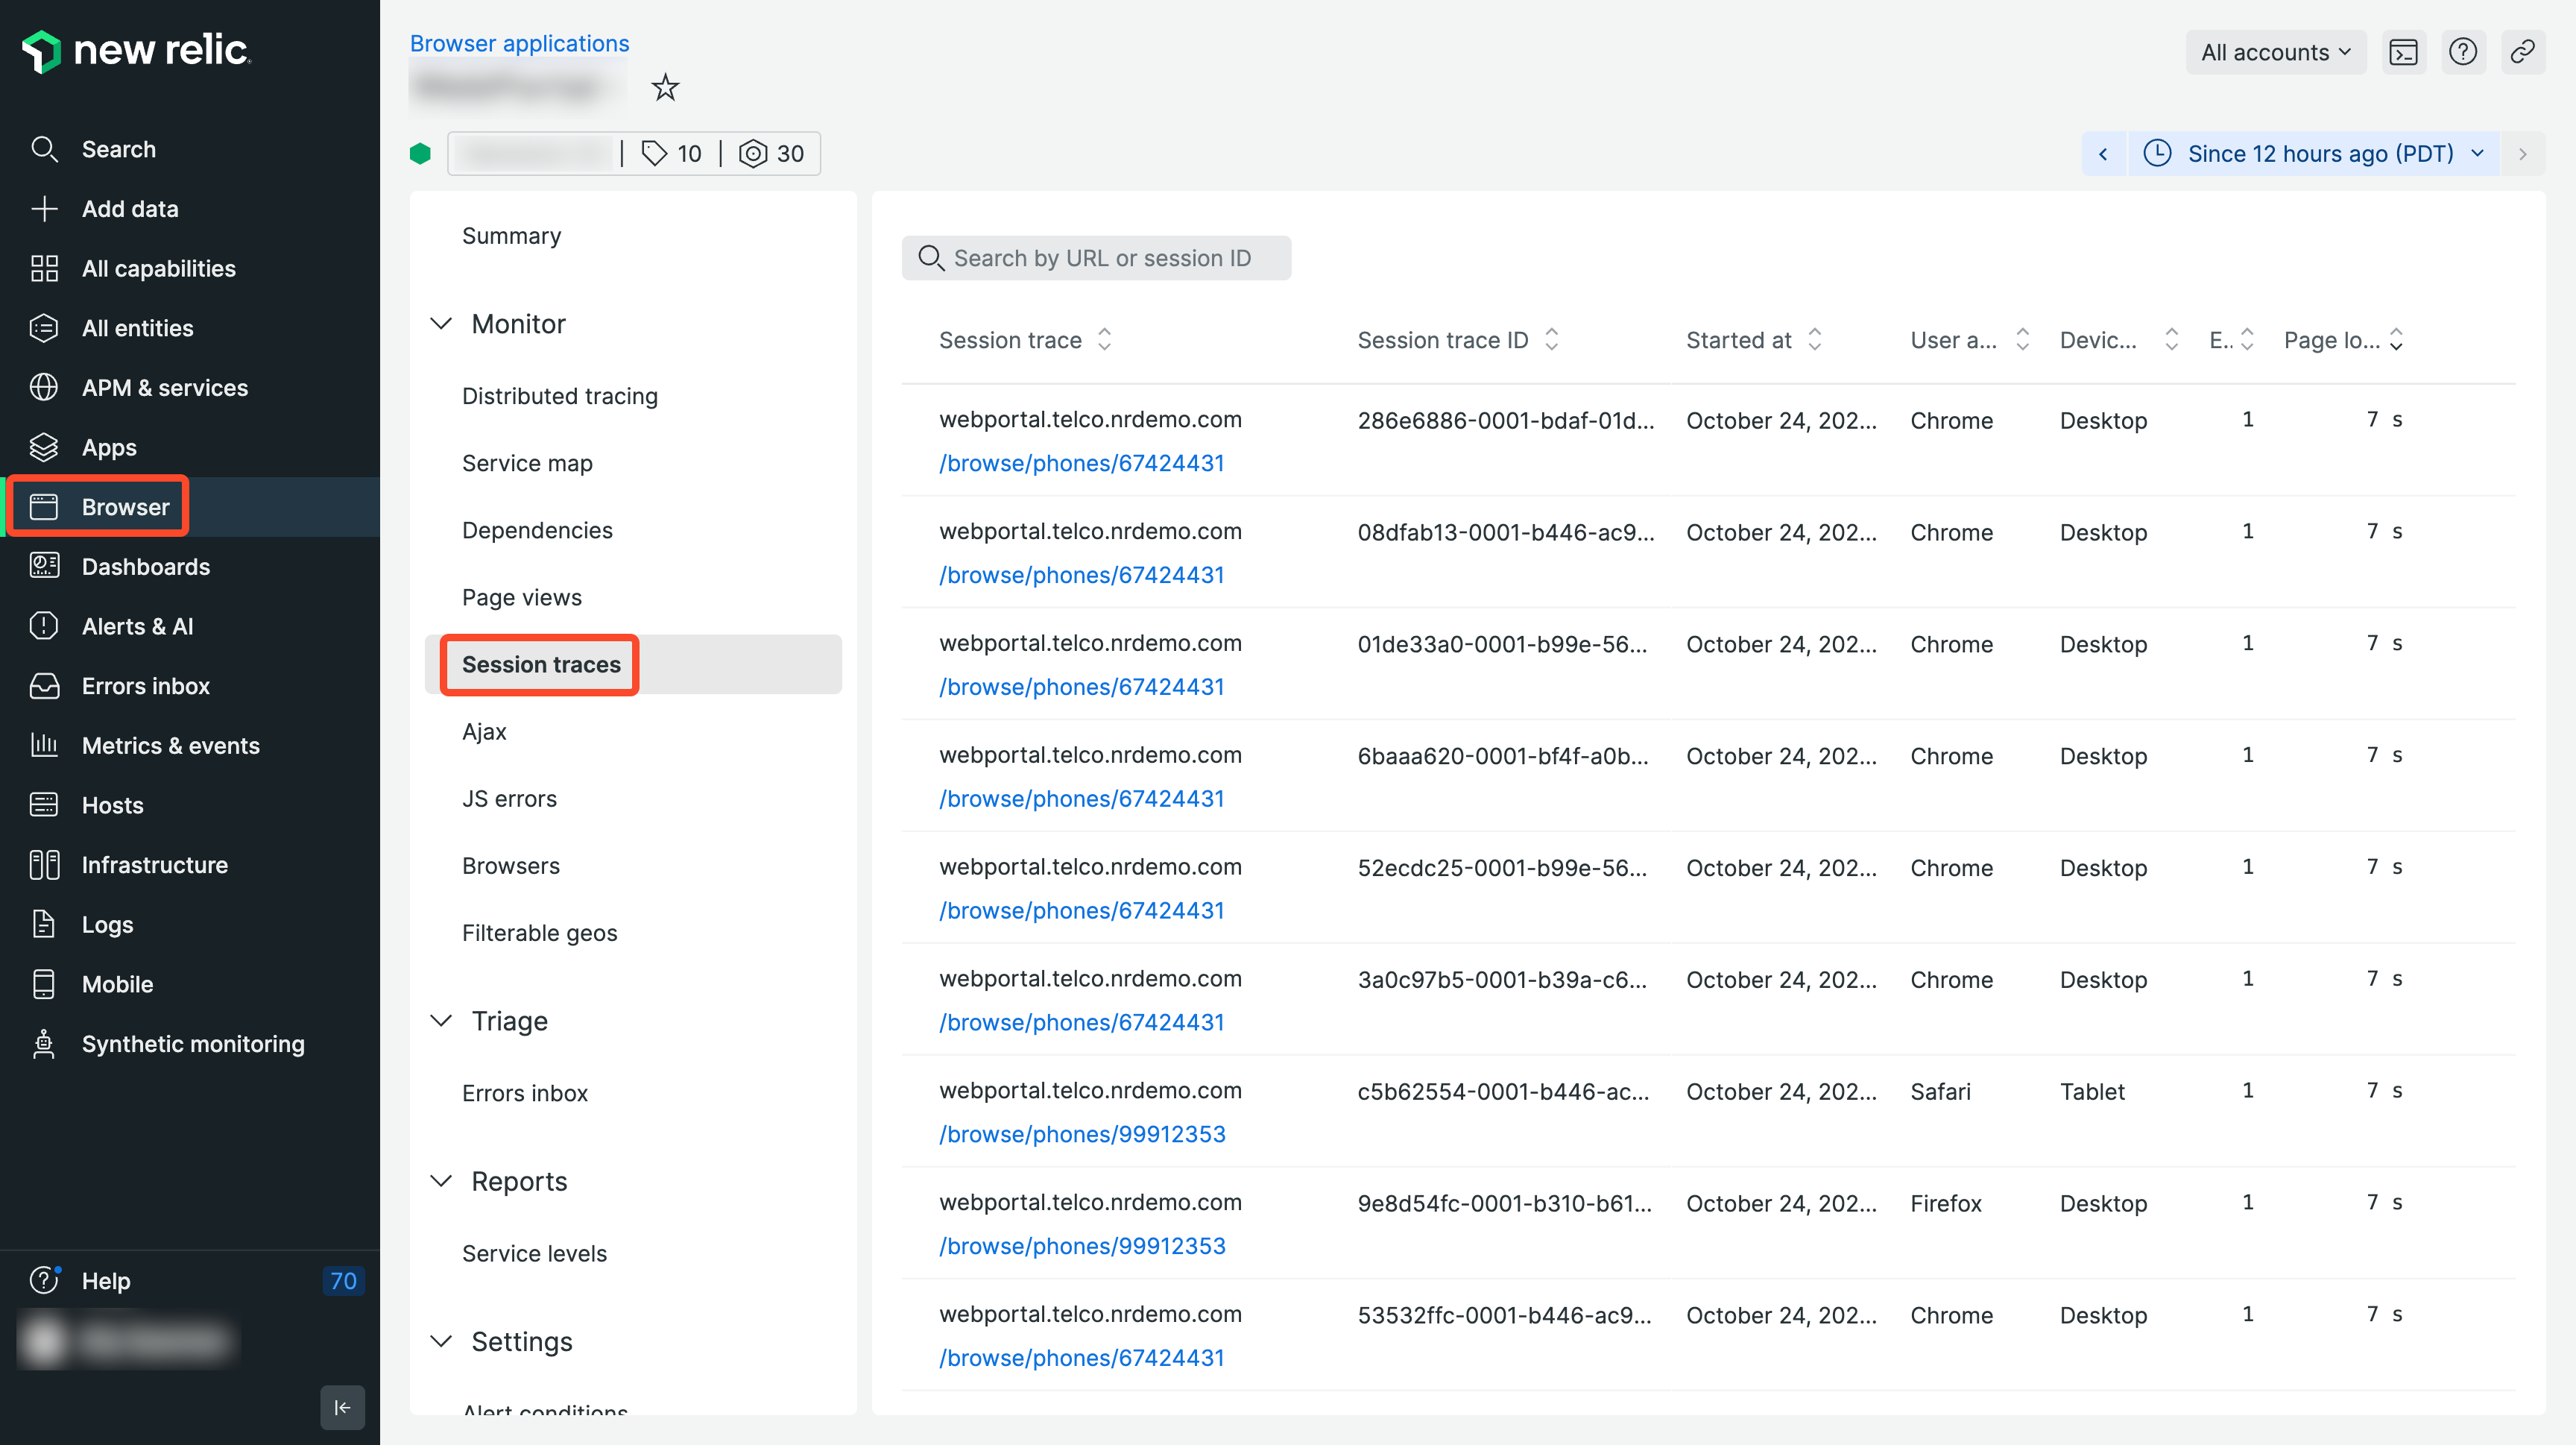 new relic
Search
Add data
All capabilities
All entities
APM & services
Apps
Browser
Dashboards
Alerts & AI
Errors inbox
Metrics & events
Hosts
Infrastructure
Logs
Mobile
Synthetic monitoring
Help 70
Browser applications
All accounts
10 | 30
Since 12 hours ago (PDT)
Summary
Monitor
Distributed tracing
Service map
Dependencies
Page views
Session traces
Ajax
JS errors
Browsers
Filterable geos
Triage
Errors inbox
Reports
Service levels
Settings
Alert conditions
Search by URL or session ID
Session trace Session trace ID Started at User a... Devic... E.. Page lo...
webportal.telco.nrdemo.com 286e6886-0001-bdaf-01d... October 24, 202... Chrome Desktop 1 7 s
/browse/phones/67424431
webportal.telco.nrdemo.com 08dfab13-0001-b446-ac9... October 24, 202... Chrome Desktop 1 7 s
/browse/phones/67424431
webportal.telco.nrdemo.com 01de33a0-0001-b99e-56... October 24, 202... Chrome Desktop 1 7 s
/browse/phones/67424431
webportal.telco.nrdemo.com 6baaa620-0001-bf4f-a0b... October 24, 202... Chrome Desktop 1 7 s
/browse/phones/67424431
webportal.telco.nrdemo.com 52ecdc25-0001-b99e-56... October 24, 202... Chrome Desktop 1 7 s
/browse/phones/67424431
webportal.telco.nrdemo.com 3a0c97b5-0001-b39a-c6... October 24, 202... Chrome Desktop 1 7 s
/browse/phones/67424431
webportal.telco.nrdemo.com c5b62554-0001-b446-ac... October 24, 202... Safari Tablet 1 7 s
/browse/phones/99912353
webportal.telco.nrdemo.com 9e8d54fc-0001-b310-b61... October 24, 202... Firefox Desktop 1 7 s
/browse/phones/99912353
webportal.telco.nrdemo.com 53532ffc-0001-b446-ac9... October 24, 202... Chrome Desktop 1 7 s
/browse/phones/67424431